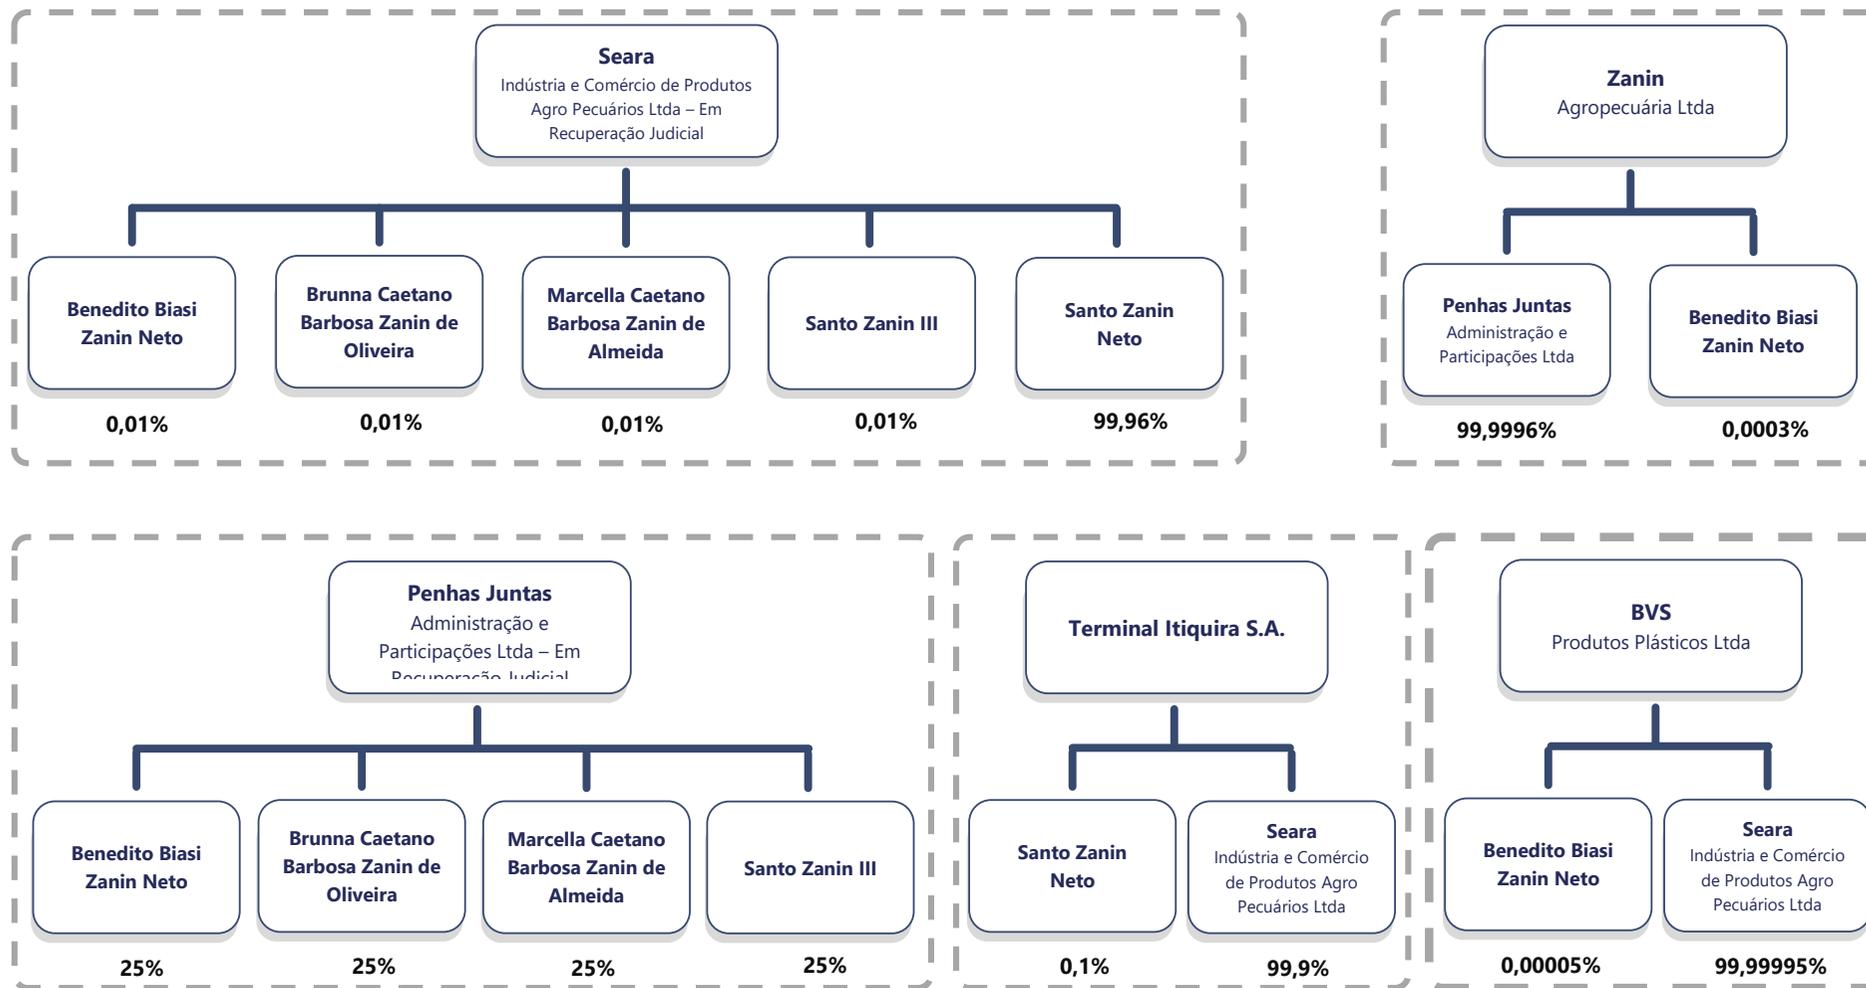 Seara
Indústria e Comércio de Produtos
Agro Pecuários Ltda – Em
Recuperação Judicial
Benedito Biasi
Zanin Neto
0,01%
Brunna Caetano
Barbosa Zanin de
Oliveira
0,01%
Marcella Caetano
Barbosa Zanin de
Almeida
0,01%
Santo Zanin III
0,01%
Santo Zanin
Neto
99,96%
Zanin
Agropecuária Ltda
Penhas Juntas
Administração e
Participações Ltda
99,9996%
Benedito Biasi
Zanin Neto
0,0003%
Penhas Juntas
Administração e
Participações Ltda – Em
Recuperação Judicial
Benedito Biasi
Zanin Neto
25%
Brunna Caetano
Barbosa Zanin de
Oliveira
25%
Marcella Caetano
Barbosa Zanin de
Almeida
25%
Santo Zanin III
25%
Terminal Itiquira S.A.
Santo Zanin
Neto
0,1%
Seara
Indústria e Comércio
de Produtos Agro
Pecuários Ltda
99,9%
BVS
Produtos Plásticos Ltda
Benedito Biasi
Zanin Neto
0,00005%
Seara
Indústria e Comércio
de Produtos Agro
Pecuários Ltda
99,99995%